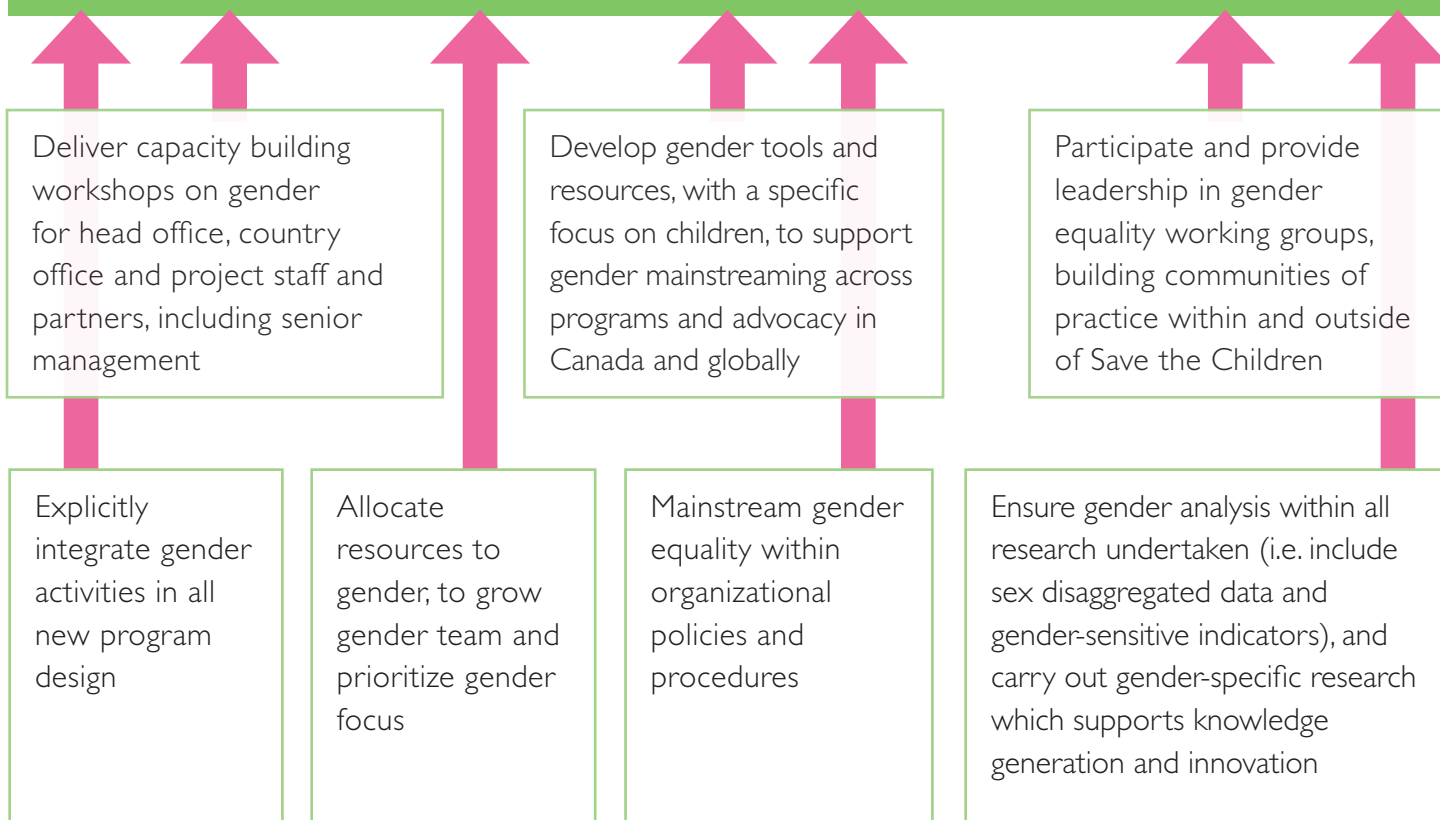 Deliver capacity building
workshops on gender
for head office, country
office and project staff and
partners, including senior
management
Develop gender tools and
resources, with a specific
focus on children, to support
gender mainstreaming across
programs and advocacy in
Canada and globally
Participate and provide
leadership in gender
equality working groups,
building communities of
practice within and outside
of Save the Children
Explicitly
integrate gender
activities in all
new program
design
Allocate
resources to
gender, to grow
gender team and
prioritize gender
focus
Mainstream gender
equality within
organizational
policies and
procedures
Ensure gender analysis within all
research undertaken (i.e. include
sex disaggregated data and
gender-sensitive indicators), and
carry out gender-specific research
which supports knowledge
generation and innovation